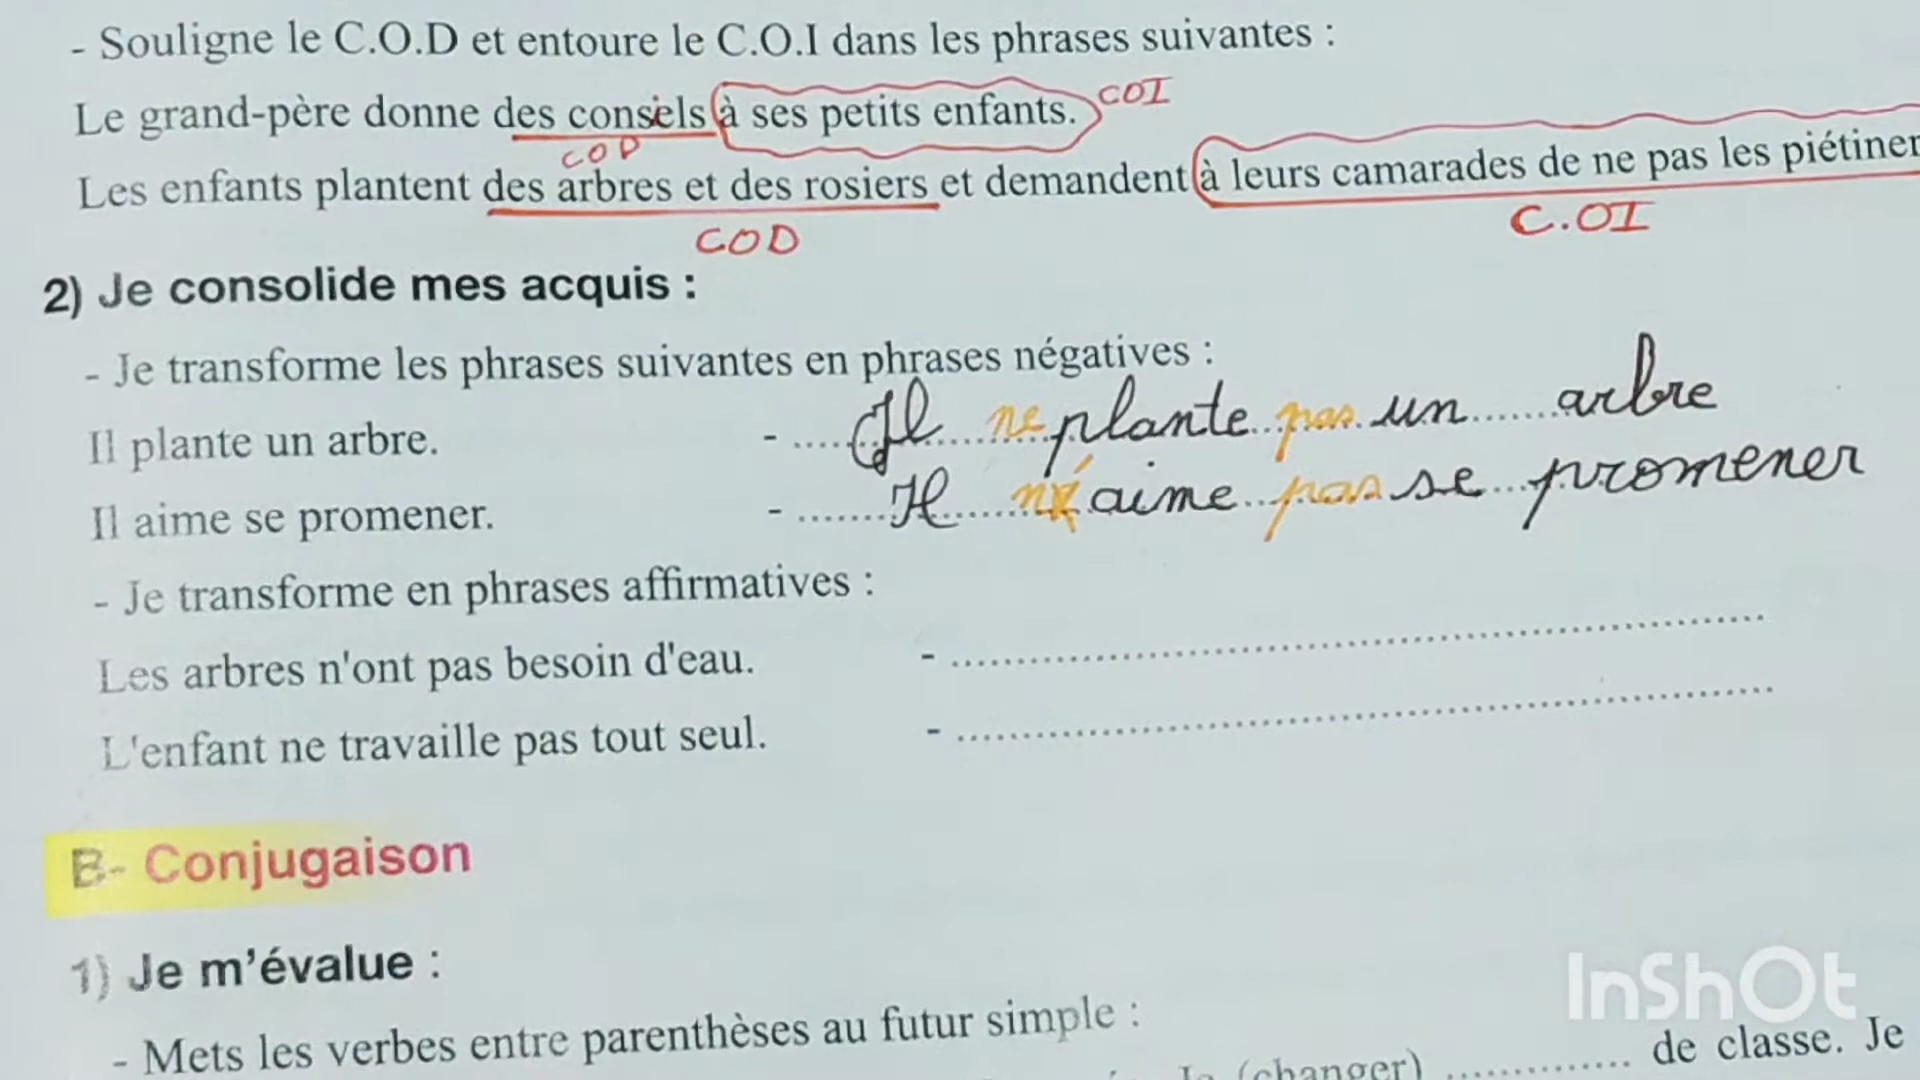 - Souligne le C.O.D et entoure le C.O.I dans les phrases suivantes :
Le grand-père donne des consels à ses petits enfants. COI
COD
Les enfants plantent des arbres et des rosiers et demandent à leurs camarades de ne pas les piétiner
COD C.OI
2) Je consolide mes acquis :
- Je transforme les phrases suivantes en phrases négatives :
Il plante un arbre. - Il ne plante pas un arbre
Il aime se promener. - Il n'aime pas se promener
- Je transforme en phrases affirmatives :
Les arbres n'ont pas besoin d'eau. - ........
L'enfant ne travaille pas tout seul. - ........
B- Conjugaison
1) Je m'évalue :
- Mets les verbes entre parenthèses au futur simple :
(changer) ............. de classe. Je
InShOt